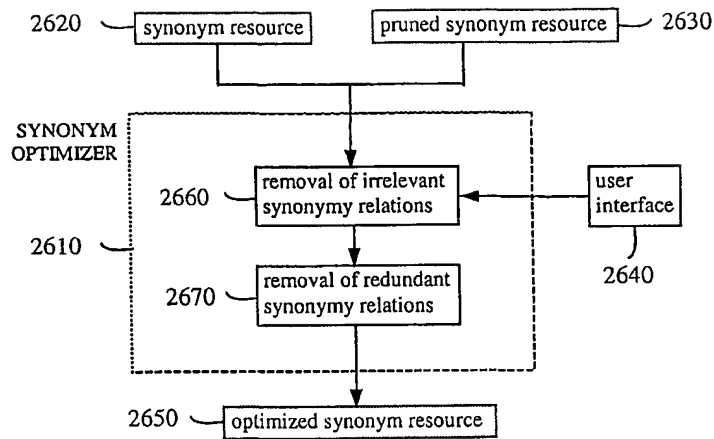 2620
synonym resource
pruned synonym resource
2630
SYNONYM
OPTIMIZER
2660
removal of irrelevant
synonymy relations
user
interface
2640
2610
2670
removal of redundant
synonymy relations
2650
optimized synonym resource